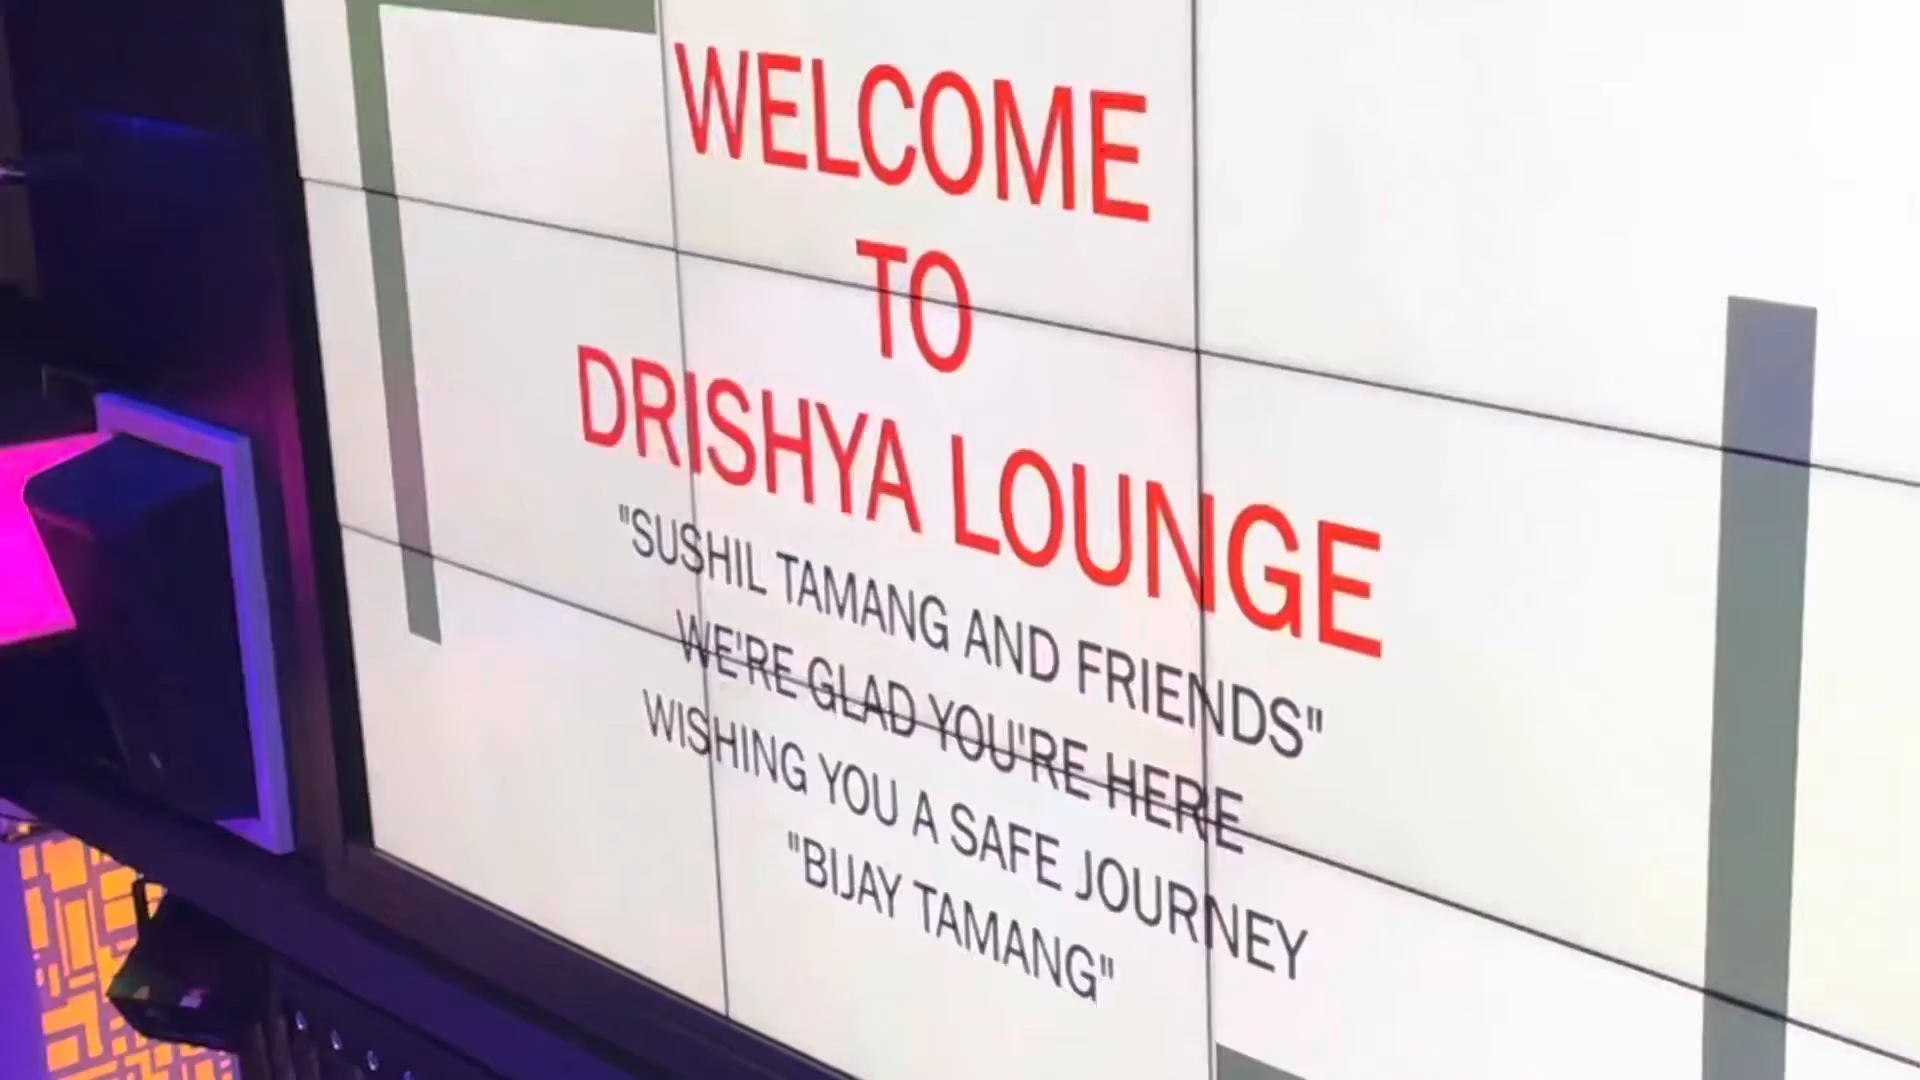 WELCOME
TO
DRISHYA LOUNGE
"SUSHIL TAMANG AND FRIENDS"
WE'RE GLAD YOU'RE HERE
WISHING YOU A SAFE JOURNEY
"BIJAY TAMANG"